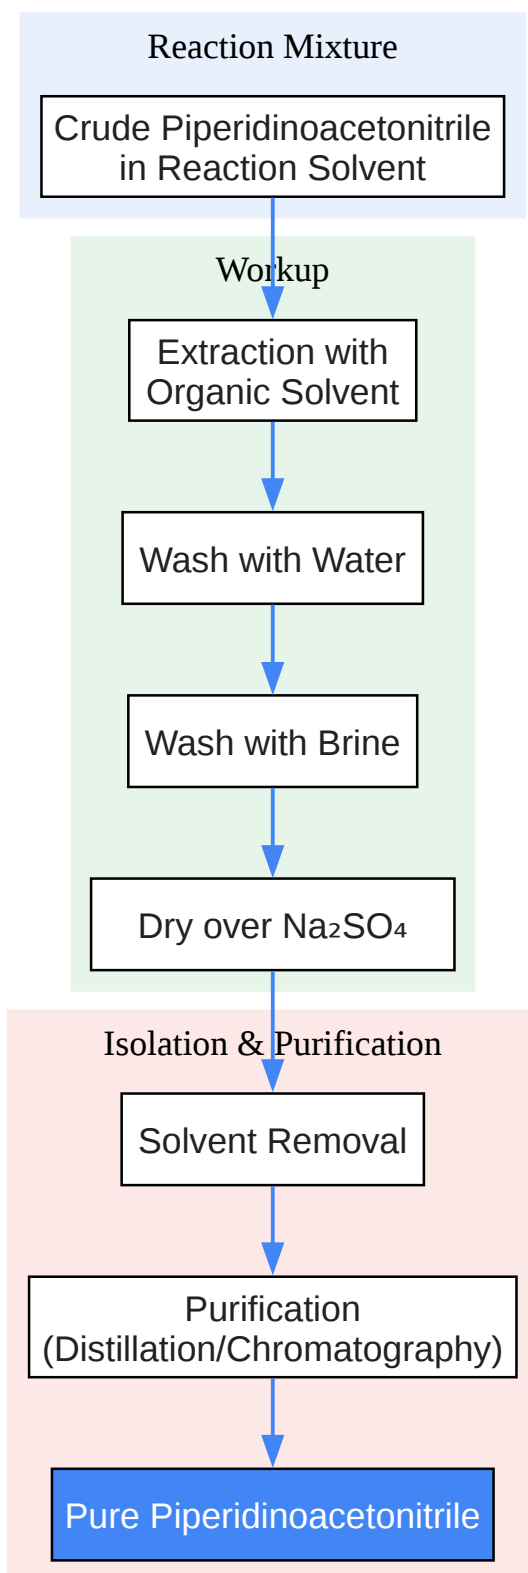 Reaction Mixture
Crude Piperidinoacetonitrile
in Reaction Solvent
Workup
Extraction with
Organic Solvent
Wash with Water
Wash with Brine
Dry over Na₂SO₄
Isolation & Purification
Solvent Removal
Purification
(Distillation/Chromatography)
Pure Piperidinoacetonitrile